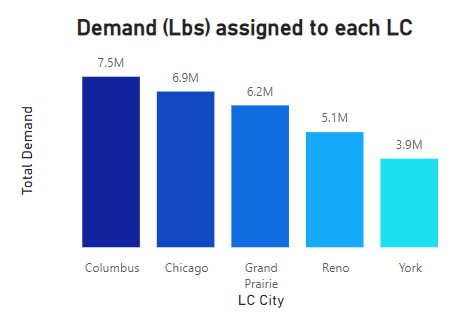 Demand (Lbs) assigned to each LC
7.5M
6.9M
6.2M
5.1M
3.9M
Total Demand
Columbus
Chicago
Grand
Prairie
Reno
York
LC City